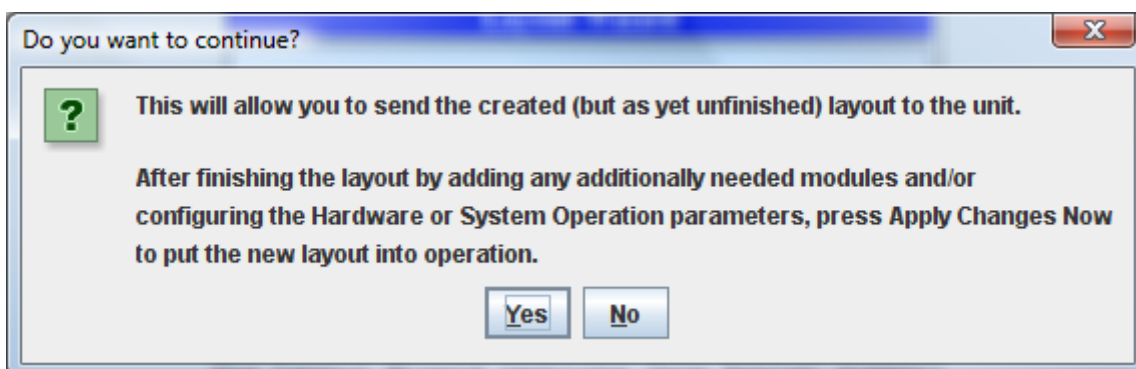 Do you want to continue?
This will allow you to send the created (but as yet unfinished) layout to the unit.
After finishing the layout by adding any additionally needed modules and/or
configuring the Hardware or System Operation parameters, press Apply Changes Now
to put the new layout into operation.
Yes No